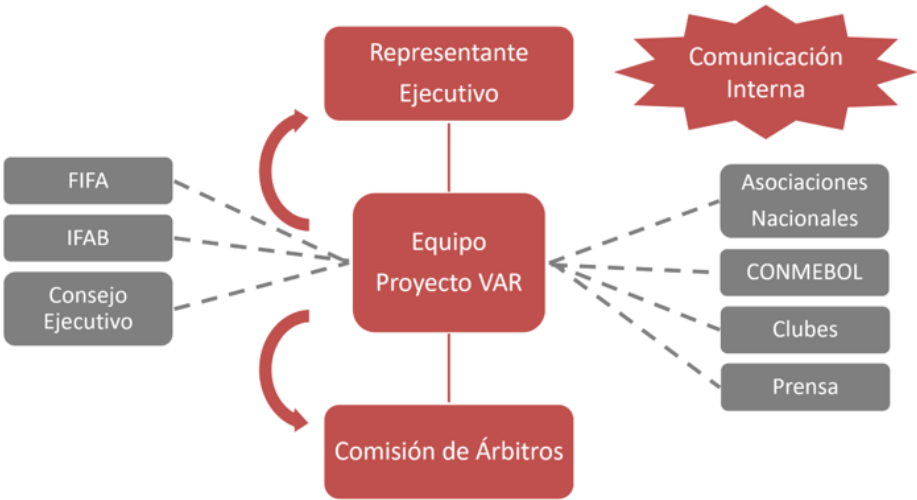 Representante
Ejecutivo
Comunicación
Interna
FIFA
IFAB
Consejo
Ejecutivo
Equipo
Proyecto VAR
Asociaciones
Nacionales
CONMEBOL
Clubes
Prensa
Comisión de Árbitros